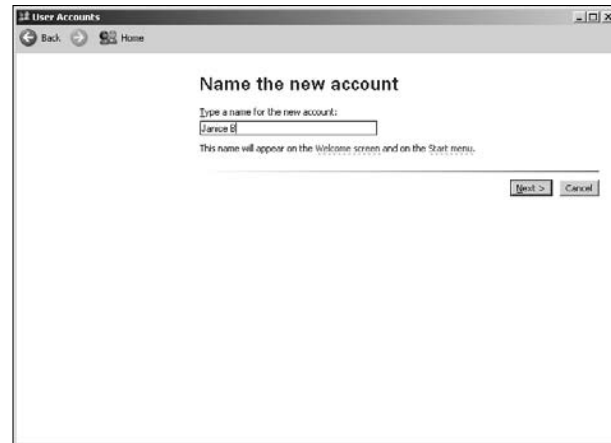 User Accounts
Back Home
Name the new account
Type a name for the new account:
Janice B
This name will appear on the Welcome screen and on the Start menu.
Next > Cancel